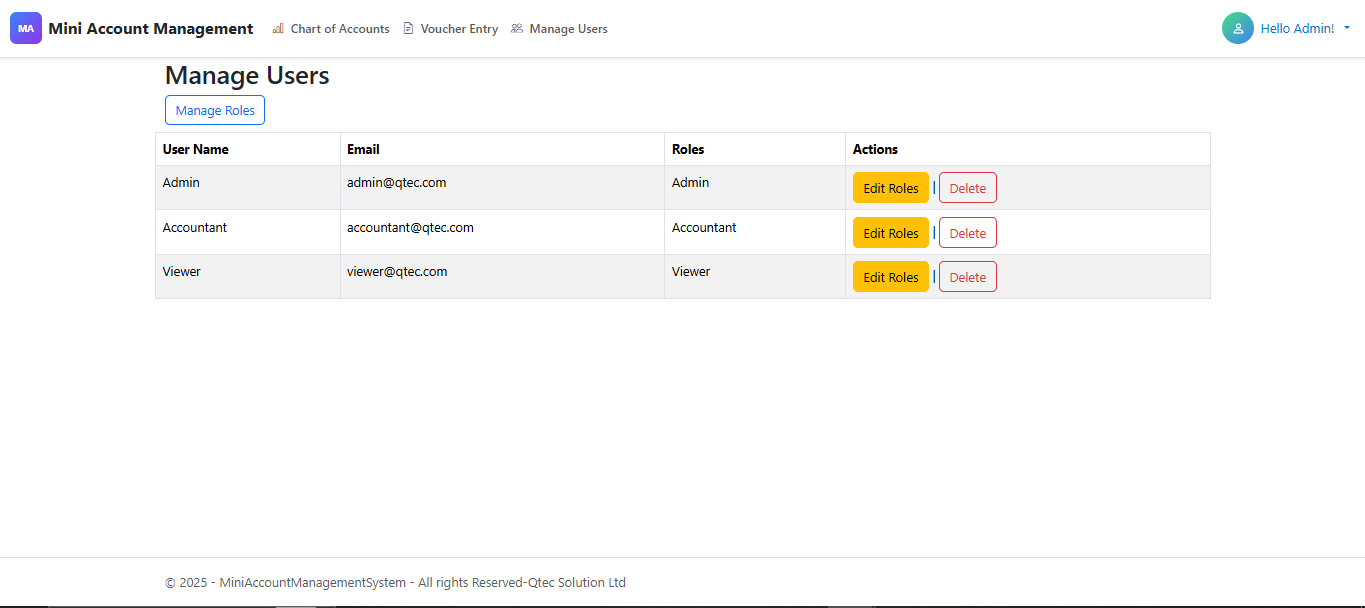 MA Mini Account Management Chart of Accounts Voucher Entry Manage Users Hello Admin!
Manage Users
Manage Roles
User Name Email Roles Actions
Admin admin@qtec.com Admin Edit Roles | Delete
Accountant accountant@qtec.com Accountant Edit Roles | Delete
Viewer viewer@qtec.com Viewer Edit Roles | Delete
© 2025 - MiniAccountManagementSystem - All rights Reserved-Qtec Solution Ltd